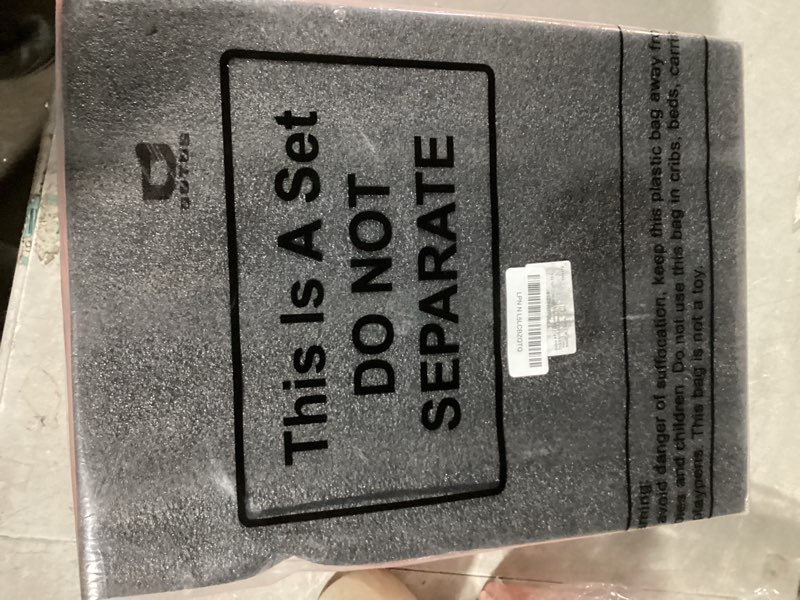 OUTUS
This Is A Set
DO NOT
SEPARATE
avoid danger of suffocation, keep this plastic bag away
and children. Do not use this bag in cribs, beds,
playpens. This bag is not a toy.